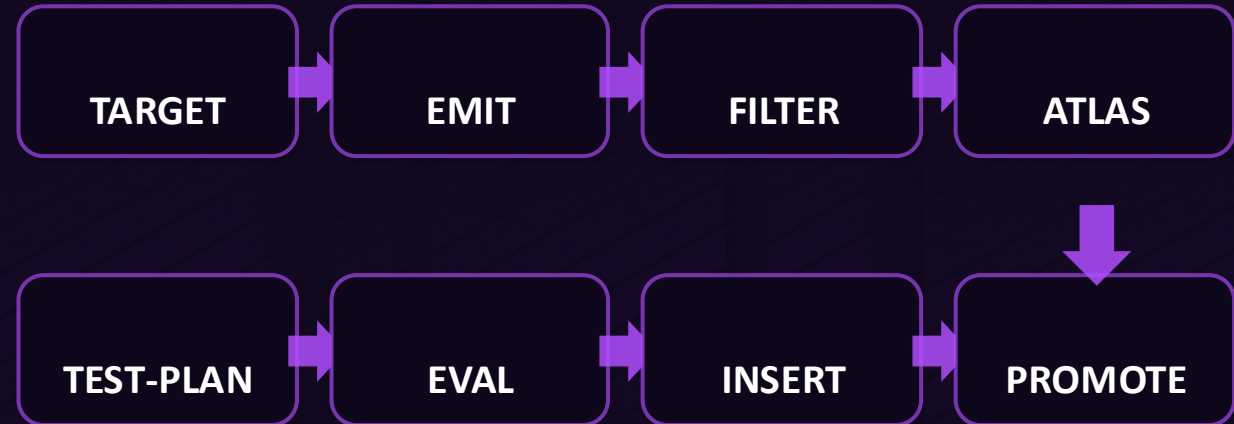 TARGET
EMIT
FILTER
ATLAS
TEST-PLAN
EVAL
INSERT
PROMOTE